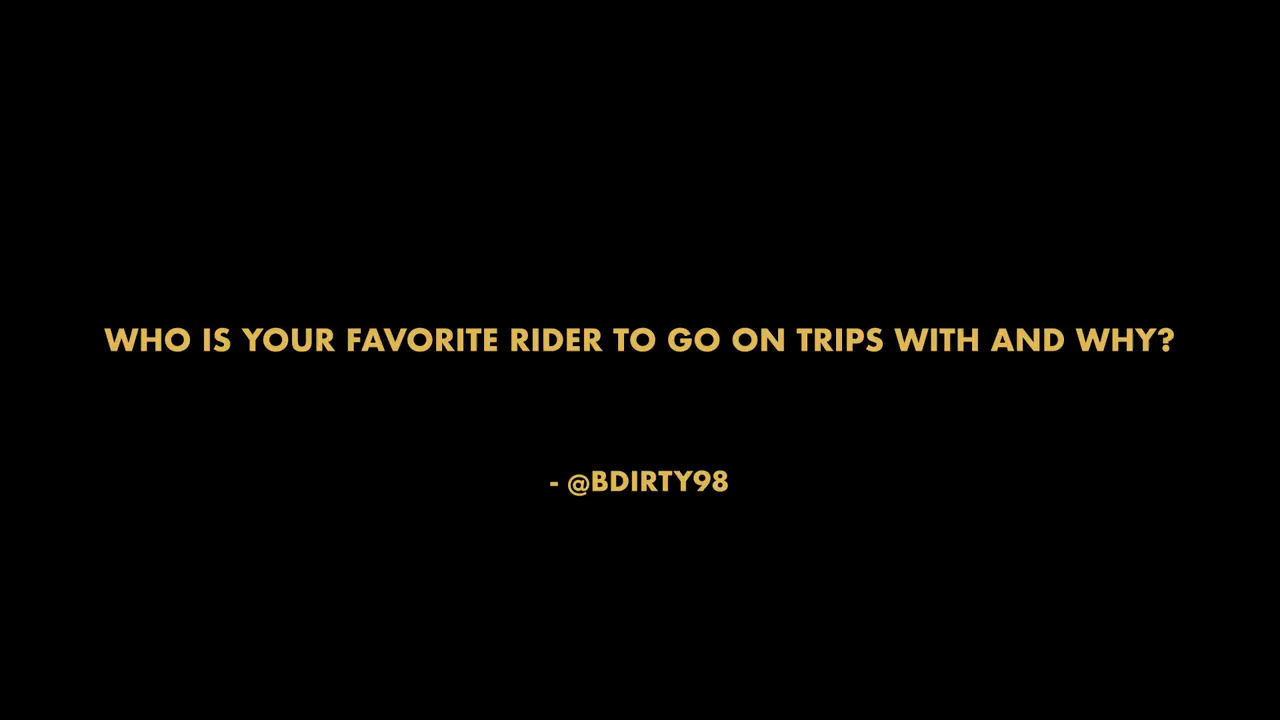 WHO IS YOUR FAVORITE RIDER TO GO ON TRIPS WITH AND WHY?
- @BDIRTY98